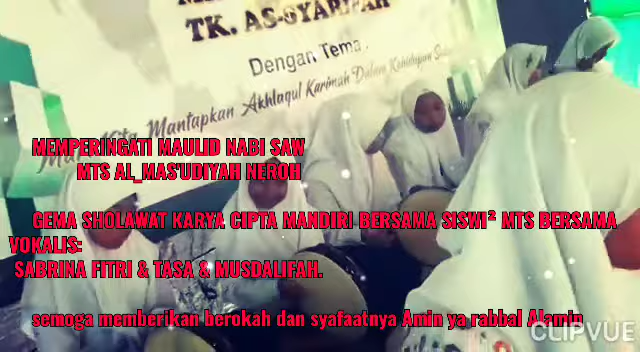 TK. AS-SYARIFAH
Dengan Tema
Mantapkan Akhlaqul Karimah Dalam Kehidupan
MEMPERINGATI MAULID NABI SAW
MTS AL_MAS'UDIYAH NEROH
GEMA SHOLAWAT KARYA CIPTA MANDIRI BERSAMA SISWI² MTS BERSAMA
VOKALIS:
SABRINA FITRI & TASA & MUSDALIFAH.
semoga memberikan berokah dan syafaatnya Amin ya rabbal Alamin
CLIPVUE